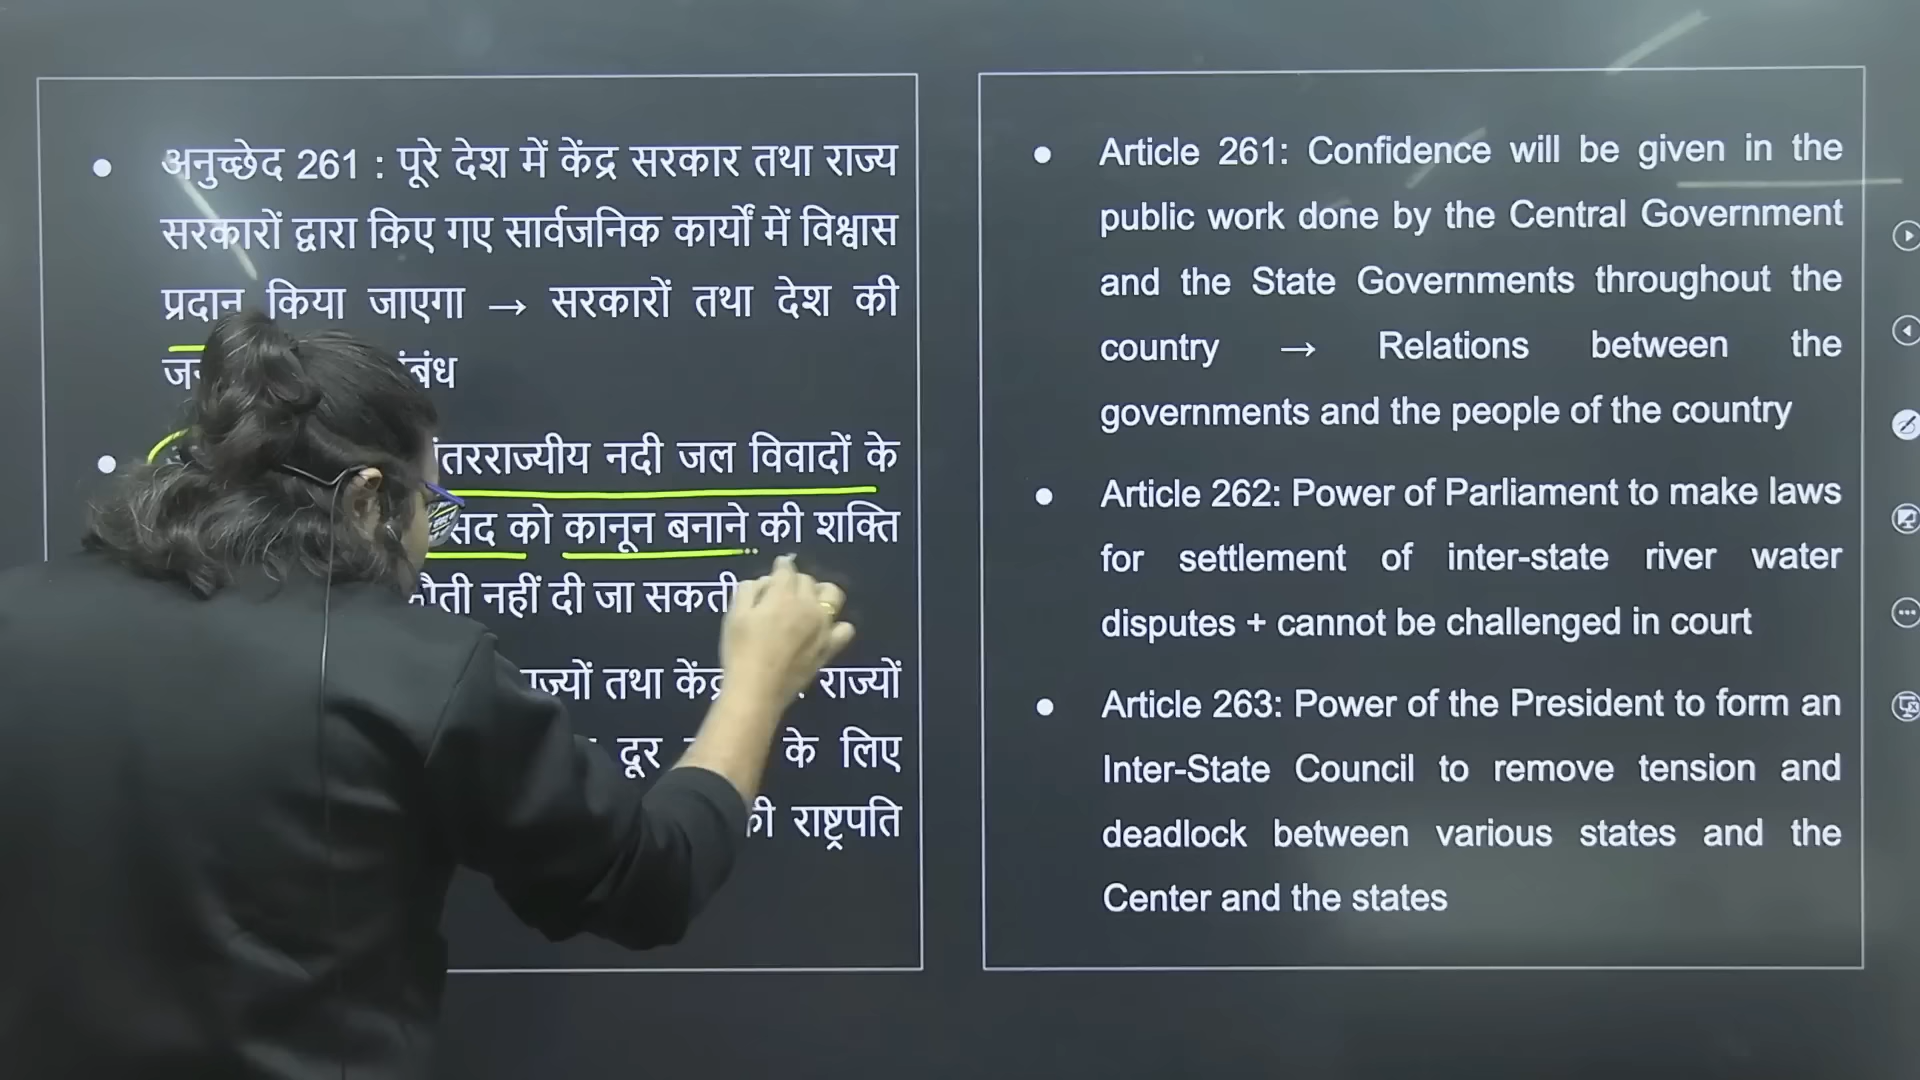 अनुच्छेद 261 : पूरे देश में केंद्र सरकार तथा राज्य
सरकारों द्वारा किए गए सार्वजनिक कार्यों में विश्वास
प्रदान किया जाएगा → सरकारों तथा देश की
नदी जल विवादों के
को कानून बनाने की शक्ति
नहीं दी जा सकती
तथा राज्यों
दूर के लिए
की राष्ट्रपति
Article 261: Confidence will be given in the
public work done by the Central Government
and the State Governments throughout the
country → Relations between the
governments and the people of the country
Article 262: Power of Parliament to make laws
for settlement of inter-state river water
disputes + cannot be challenged in court
Article 263: Power of the President to form an
Inter-State Council to remove tension and
deadlock between various states and the
Center and the states